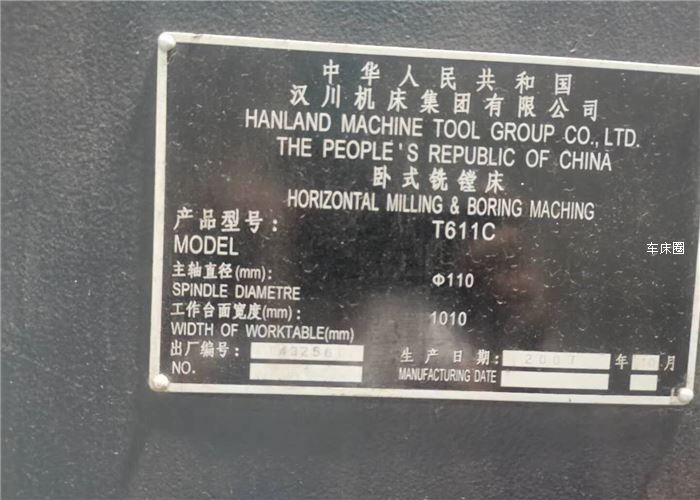 中华人民共和国
汉川机床集团有限公司
HANLAND MACHINE TOOL GROUP CO., LTD.
THE PEOPLE'S REPUBLIC OF CHINA
卧式铣镗床
HORIZONTAL MILLING & BORING MACHING
产品型号： T611C
MODEL
车床圈
主轴直径(mm)： Φ110
SPINDLE DIAMETRE
工作台面宽度(mm)： 1010
WIDTH OF WORKTABLE(mm)
出厂编号： 生产日期： 2007 年 月
NO. MANUFACTURING DATE